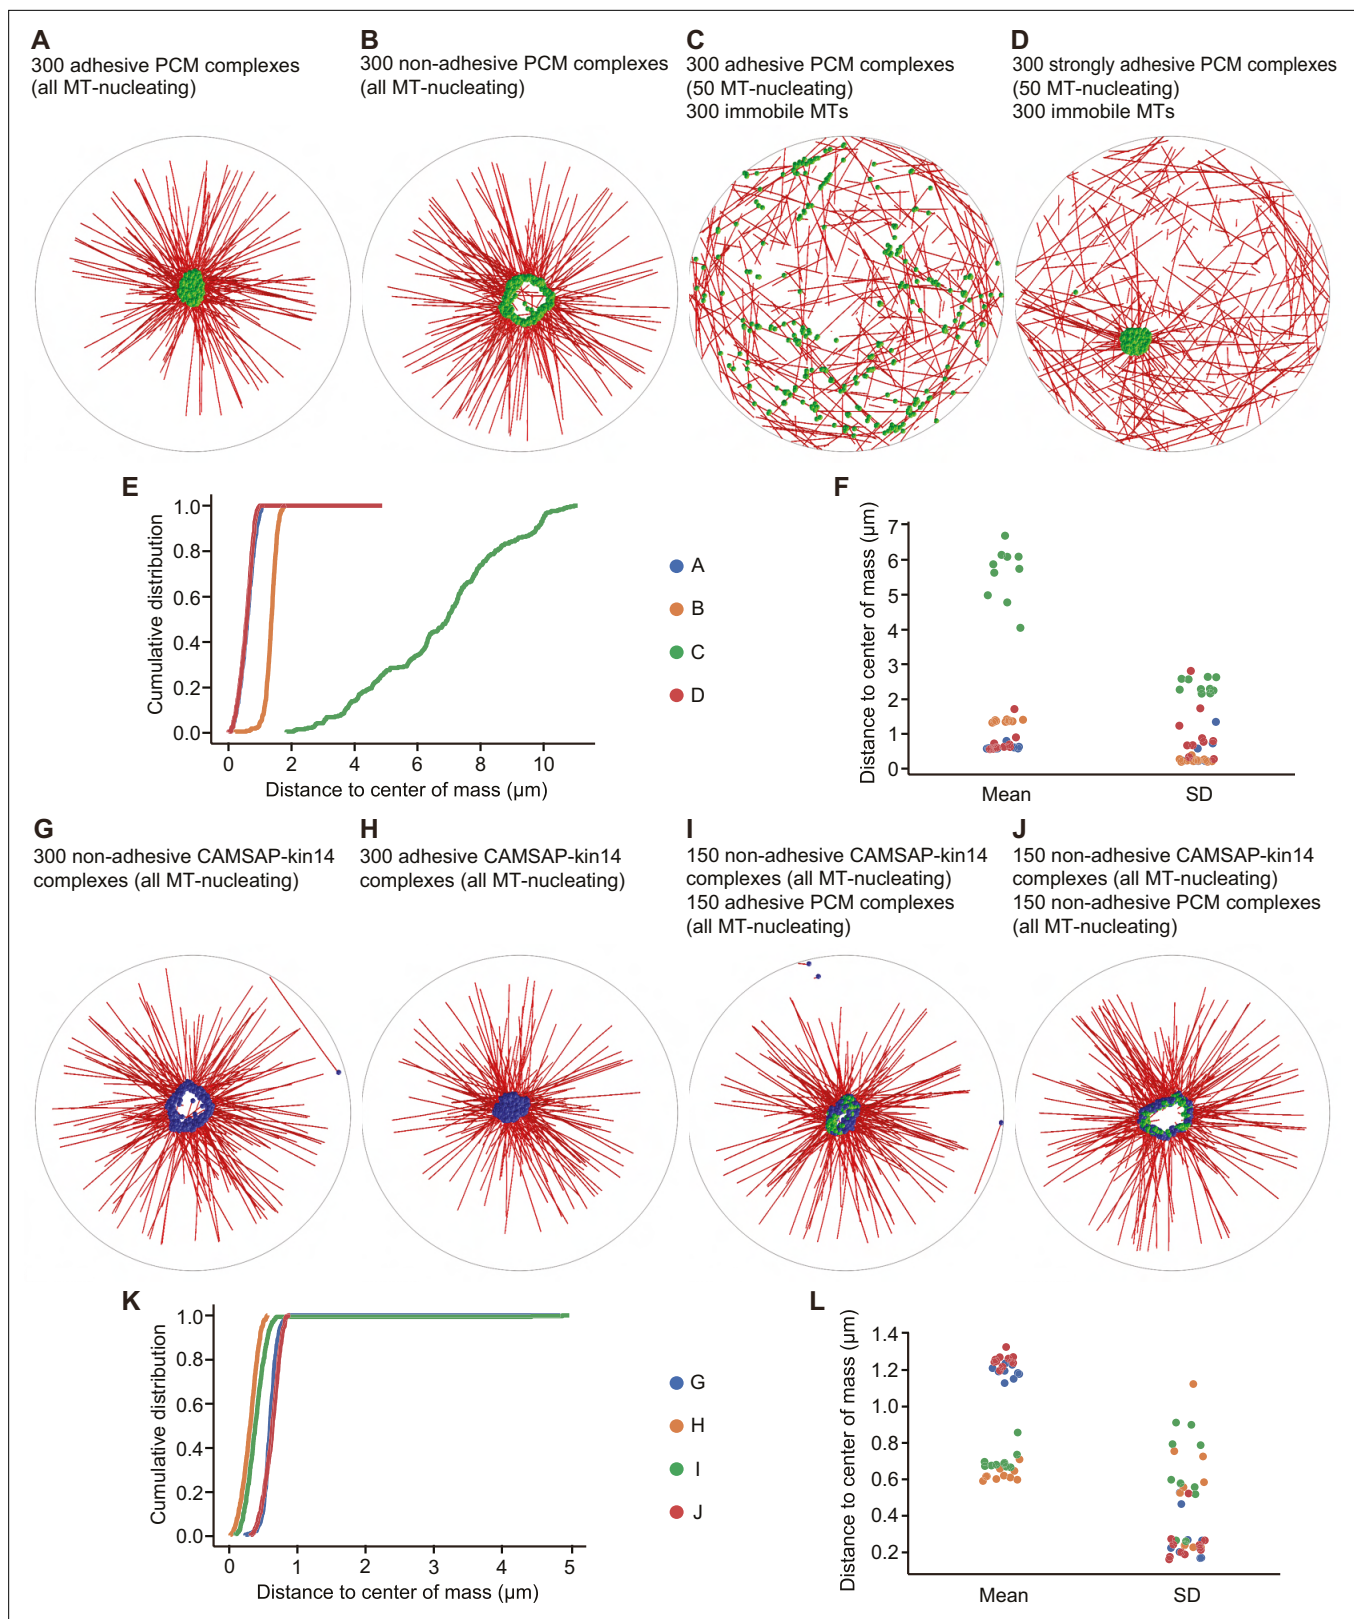 A
300 adhesive PCM complexes
(all MT-nucleating)
B
300 non-adhesive PCM complexes
(all MT-nucleating)
C
300 adhesive PCM complexes
(50 MT-nucleating)
300 immobile MTs
D
300 strongly adhesive PCM complexes
(50 MT-nucleating)
300 immobile MTs
E
Cumulative distribution
1.0
0.8
0.6
0.4
0.2
0.0
0 2 4 6 8 10
Distance to center of mass (µm)
A
B
C
D
F
Distance to center of mass (µm)
7
6
5
4
3
2
1
0
Mean SD
G
300 non-adhesive CAMSAP-kin14
complexes (all MT-nucleating)
H
300 adhesive CAMSAP-kin14
complexes (all MT-nucleating)
I
150 non-adhesive CAMSAP-kin14
complexes (all MT-nucleating)
150 adhesive PCM complexes
(all MT-nucleating)
J
150 non-adhesive CAMSAP-kin14
complexes (all MT-nucleating)
150 non-adhesive PCM complexes
(all MT-nucleating)
K
Cumulative distribution
1.0
0.8
0.6
0.4
0.2
0.0
0 1 2 3 4 5
Distance to center of mass (µm)
G
H
I
J
L
Distance to center of mass (µm)
1.4
1.2
1.0
0.8
0.6
0.4
0.2
Mean SD